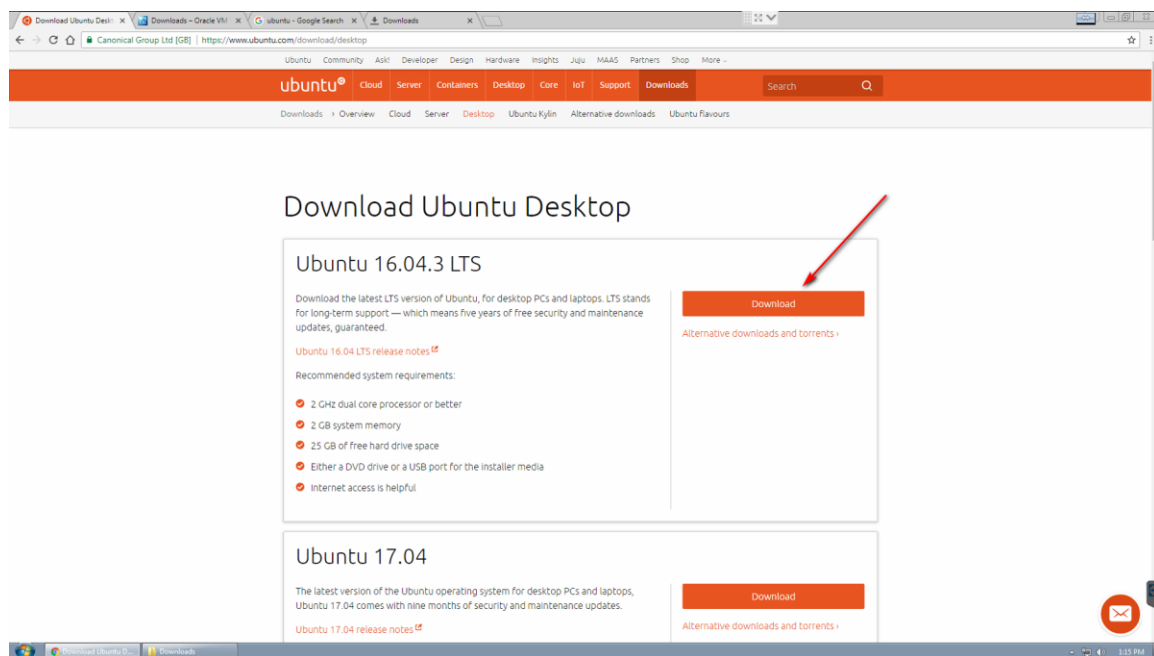 Download Ubuntu Deskt
Downloads – Oracle VM
ubuntu - Google Search
Downloads
Canonical Group Ltd [GB] | https://www.ubuntu.com/download/desktop
Ubuntu Community Ask! Developer Design Hardware Insights Juju MAAS Partners Shop More
ubuntu® Cloud Server Containers Desktop Core IoT Support Downloads Search
Downloads › Overview Cloud Server Desktop Ubuntu Kylin Alternative downloads Ubuntu flavours
Download Ubuntu Desktop
Ubuntu 16.04.3 LTS
Download the latest LTS version of Ubuntu, for desktop PCs and laptops. LTS stands
for long-term support — which means five years of free security and maintenance
updates, guaranteed.
Ubuntu 16.04 LTS release notes
Recommended system requirements:
2 GHz dual core processor or better
2 GB system memory
25 GB of free hard drive space
Either a DVD drive or a USB port for the installer media
Internet access is helpful
Download
Alternative downloads and torrents ›
Ubuntu 17.04
The latest version of the Ubuntu operating system for desktop PCs and laptops,
Ubuntu 17.04 comes with nine months of security and maintenance updates.
Ubuntu 17.04 release notes
Download
Alternative downloads and torrents ›
Download Ubuntu D...
Downloads
1:15 PM